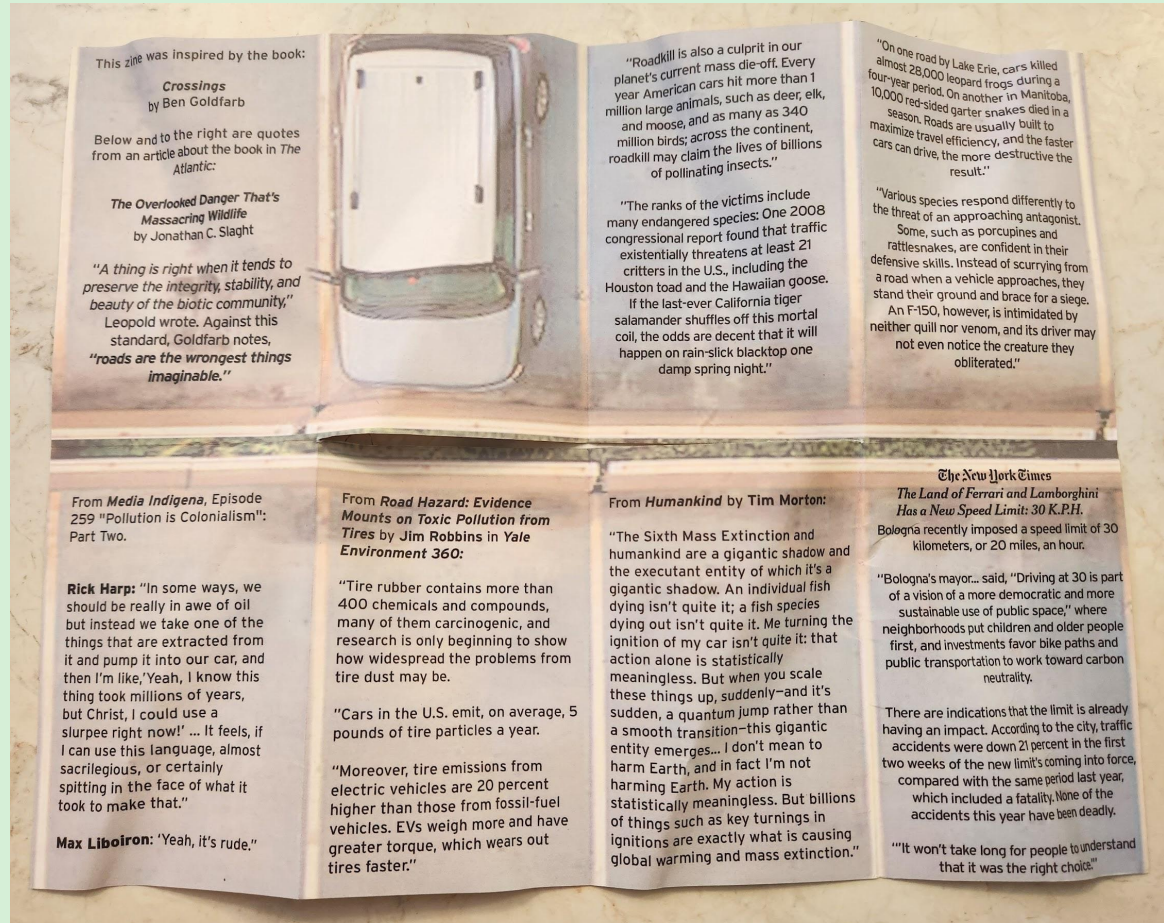 This zine was inspired by the book:
Crossings
by Ben Goldfarb
Below and to the right are quotes
from an article about the book in The
Atlantic:
The Overlooked Danger That's
Massacring Wildlife
by Jonathan C. Slaght
"A thing is right when it tends to
preserve the integrity, stability, and
beauty of the biotic community,"
Leopold wrote. Against this
standard, Goldfarb notes,
"roads are the wrongest things
imaginable."
"Roadkill is also a culprit in our
planet's current mass die-off. Every
year American cars hit more than 1
million large animals, such as deer, elk,
and moose, and as many as 340
million birds; across the continent,
roadkill may claim the lives of billions
of pollinating insects."
"The ranks of the victims include
many endangered species: One 2008
congressional report found that traffic
existentially threatens at least 21
critters in the U.S., including the
Houston toad and the Hawaiian goose.
If the last-ever California tiger
salamander shuffles off this mortal
coil, the odds are decent that it will
happen on rain-slick blacktop one
damp spring night."
"On one road by Lake Erie, cars killed
almost 28,000 leopard frogs during a
four-year period. On another in Manitoba,
10,000 red-sided garter snakes died in a
season. Roads are usually built to
maximize travel efficiency, and the faster
cars can drive, the more destructive the
result."
"Various species respond differently to
the threat of an approaching antagonist.
Some, such as porcupines and
rattlesnakes, are confident in their
defensive skills. Instead of scurrying from
a road when a vehicle approaches, they
stand their ground and brace for a siege.
An F-150, however, is intimidated by
neither quill nor venom, and its driver may
not even notice the creature they
obliterated."
From Media Indigena, Episode
259 "Pollution is Colonialism":
Part Two.
Rick Harp: "In some ways, we
should be really in awe of oil
but instead we take one of the
things that are extracted from
it and pump it into our car, and
then I'm like,'Yeah, I know this
thing took millions of years,
but Christ, I could use a
slurpee right now!' ... It feels, if
I can use this language, almost
sacrilegious, or certainly
spitting in the face of what it
took to make that."
Max Liboiron: 'Yeah, it's rude."
From Road Hazard: Evidence
Mounts on Toxic Pollution from
Tires by Jim Robbins in Yale
Environment 360:
"Tire rubber contains more than
400 chemicals and compounds,
many of them carcinogenic, and
research is only beginning to show
how widespread the problems from
tire dust may be.
"Cars in the U.S. emit, on average, 5
pounds of tire particles a year.
"Moreover, tire emissions from
electric vehicles are 20 percent
higher than those from fossil-fuel
vehicles. EVs weigh more and have
greater torque, which wears out
tires faster."
From Humankind by Tim Morton:
"The Sixth Mass Extinction and
humankind are a gigantic shadow and
the executant entity of which it's a
gigantic shadow. An individual fish
dying isn't quite it; a fish species
dying out isn't quite it. Me turning the
ignition of my car isn't quite it: that
action alone is statistically
meaningless. But when you scale
these things up, suddenly—and it's
sudden, a quantum jump rather than
a smooth transition—this gigantic
entity emerges... I don't mean to
harm Earth, and in fact I'm not
harming Earth. My action is
statistically meaningless. But billions
of things such as key turnings in
ignitions are exactly what is causing
global warming and mass extinction."
The New York Times
The Land of Ferrari and Lamborghini
Has a New Speed Limit: 30 K.P.H.
Bologna recently imposed a speed limit of 30
kilometers, or 20 miles, an hour.
"Bologna's mayor... said, "Driving at 30 is part
of a vision of a more democratic and more
sustainable use of public space," where
neighborhoods put children and older people
first, and investments favor bike paths and
public transportation to work toward carbon
neutrality.
There are indications that the limit is already
having an impact. According to the city, traffic
accidents were down 21 percent in the first
two weeks of the new limit's coming into force,
compared with the same period last year,
which included a fatality. None of the
accidents this year have been deadly.
"'It won't take long for people to understand
that it was the right choice.'"